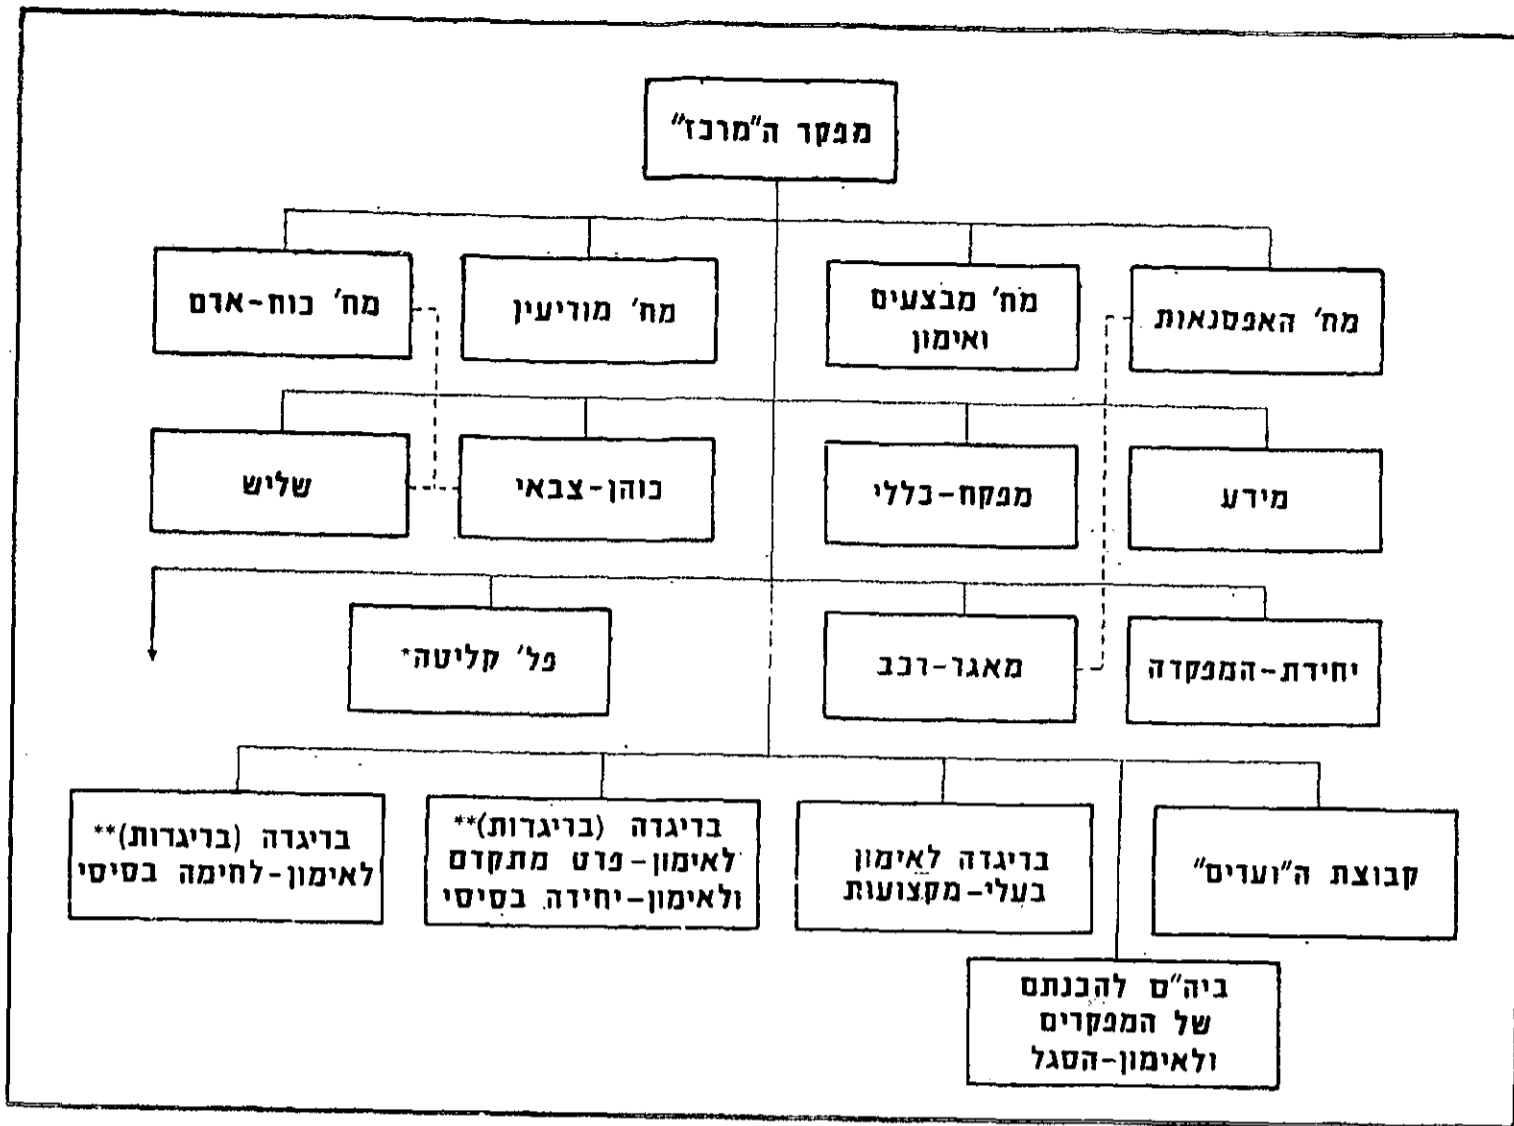 מפקד ה"מרכז"
מח' האפסנאות
מח' מבצעים
ואימון
מח' מודיעין
מח' כוח-אדם
מידע
מפקח-כללי
כוהן-צבאי
שליש
יחידת-המפקדה
מאגר-רכב
פל' קליטה*
קבוצת ה"ועדים"
בריגדה לאימון
בעלי-מקצועות
בריגדה (בריגדות)**
לאימון-פרט מתקדם
ולאימון-יחידה בסיסי
בריגדה (בריגדות)**
לאימון-לחימה בסיסי
ביה"ס להכנתם
של המפקדים
ולאימון-הסגל